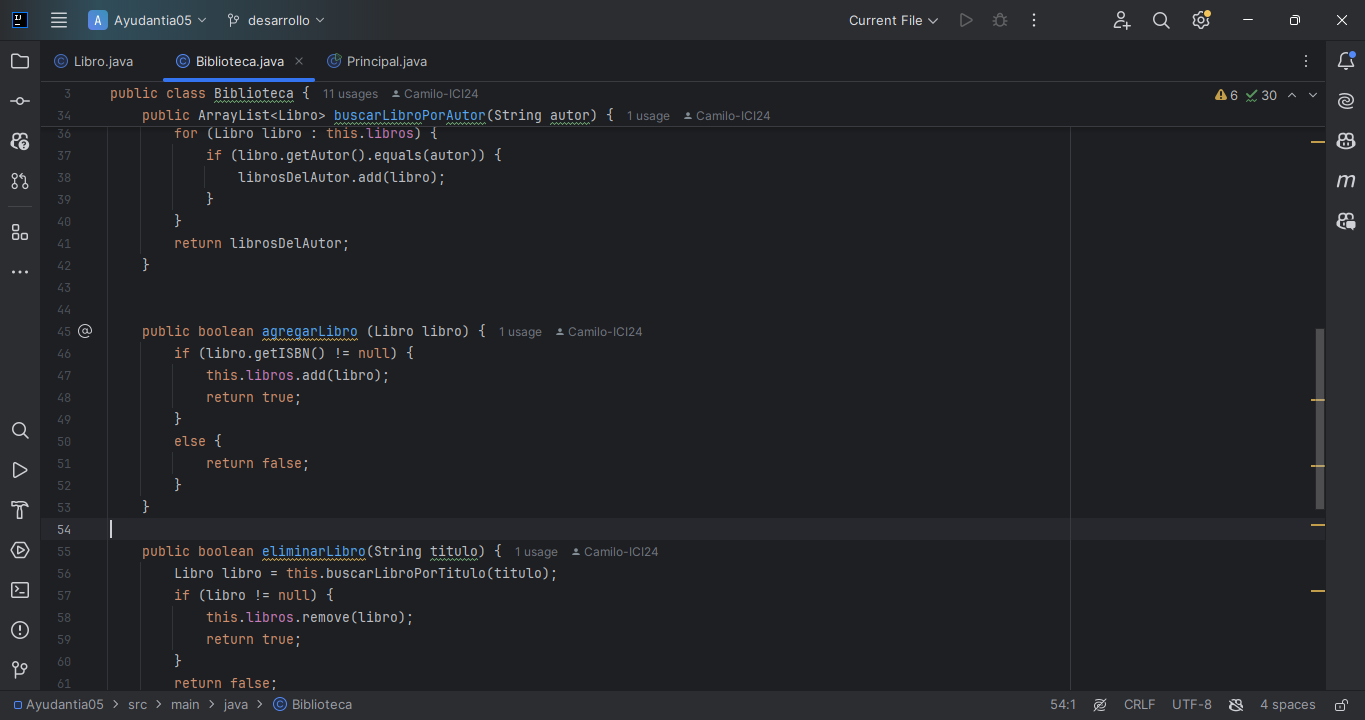 A Ayudantia05 desarrollo Current File
Libro.java Biblioteca.java Principal.java
3 public class Biblioteca { 11 usages Camilo-ICI24 6 30
34 public ArrayList<Libro> buscarLibroPorAutor(String autor) { 1 usage Camilo-ICI24
36 for (Libro libro : this.libros) {
37 if (libro.getAutor().equals(autor)) {
38 librosDelAutor.add(libro);
39 }
40 }
41 return librosDelAutor;
42 }
43
44
45 @ public boolean agregarLibro (Libro libro) { 1 usage Camilo-ICI24
46 if (libro.getISBN() != null) {
47 this.libros.add(libro);
48 return true;
49 }
50 else {
51 return false;
52 }
53 }
54
55 public boolean eliminarLibro(String titulo) { 1 usage Camilo-ICI24
56 Libro libro = this.buscarLibroPorTitulo(titulo);
57 if (libro != null) {
58 this.libros.remove(libro);
59 return true;
60 }
61 return false;
Ayudantia05 > src > main > java > Biblioteca 54:1 CRLF UTF-8 4 spaces